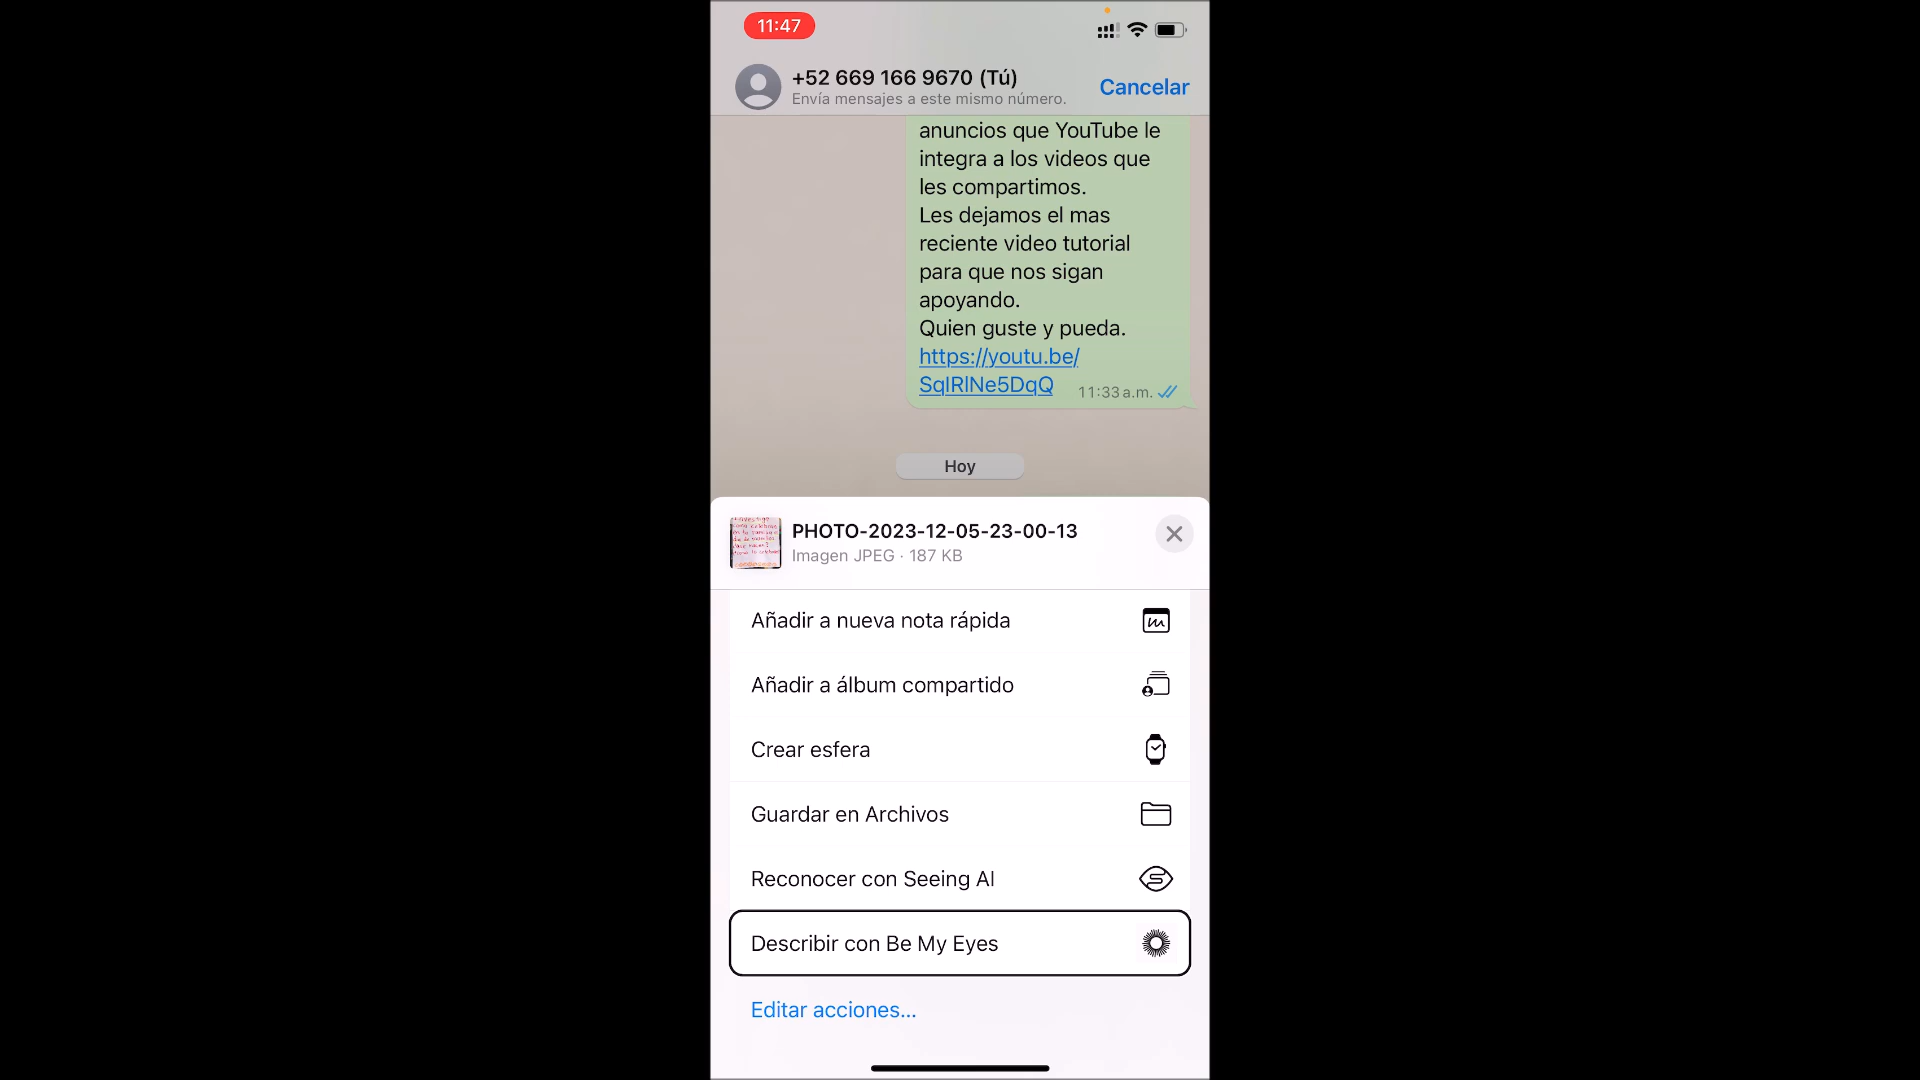 11:47
+52 669 166 9670 (Tú)
Envía mensajes a este mismo número.
Cancelar
anuncios que YouTube le
integra a los videos que
les compartimos.
Les dejamos el mas
reciente video tutorial
para que nos sigan
apoyando.
Quien guste y pueda.
https://youtu.be/
SqIRlNe5DqQ
11:33 a.m.
Hoy
PHOTO-2023-12-05-23-00-13
Imagen JPEG · 187 KB
Añadir a nueva nota rápida
Añadir a álbum compartido
Crear esfera
Guardar en Archivos
Reconocer con Seeing AI
Describir con Be My Eyes
Editar acciones...